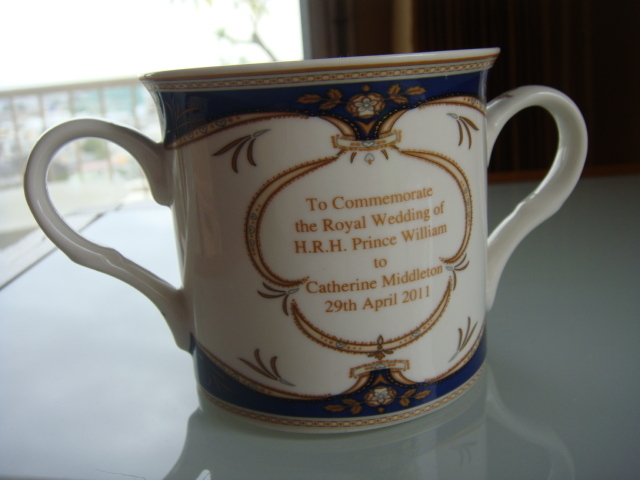 To Commemorate
the Royal Wedding of
H.R.H. Prince William
to
Catherine Middleton
29th April 2011